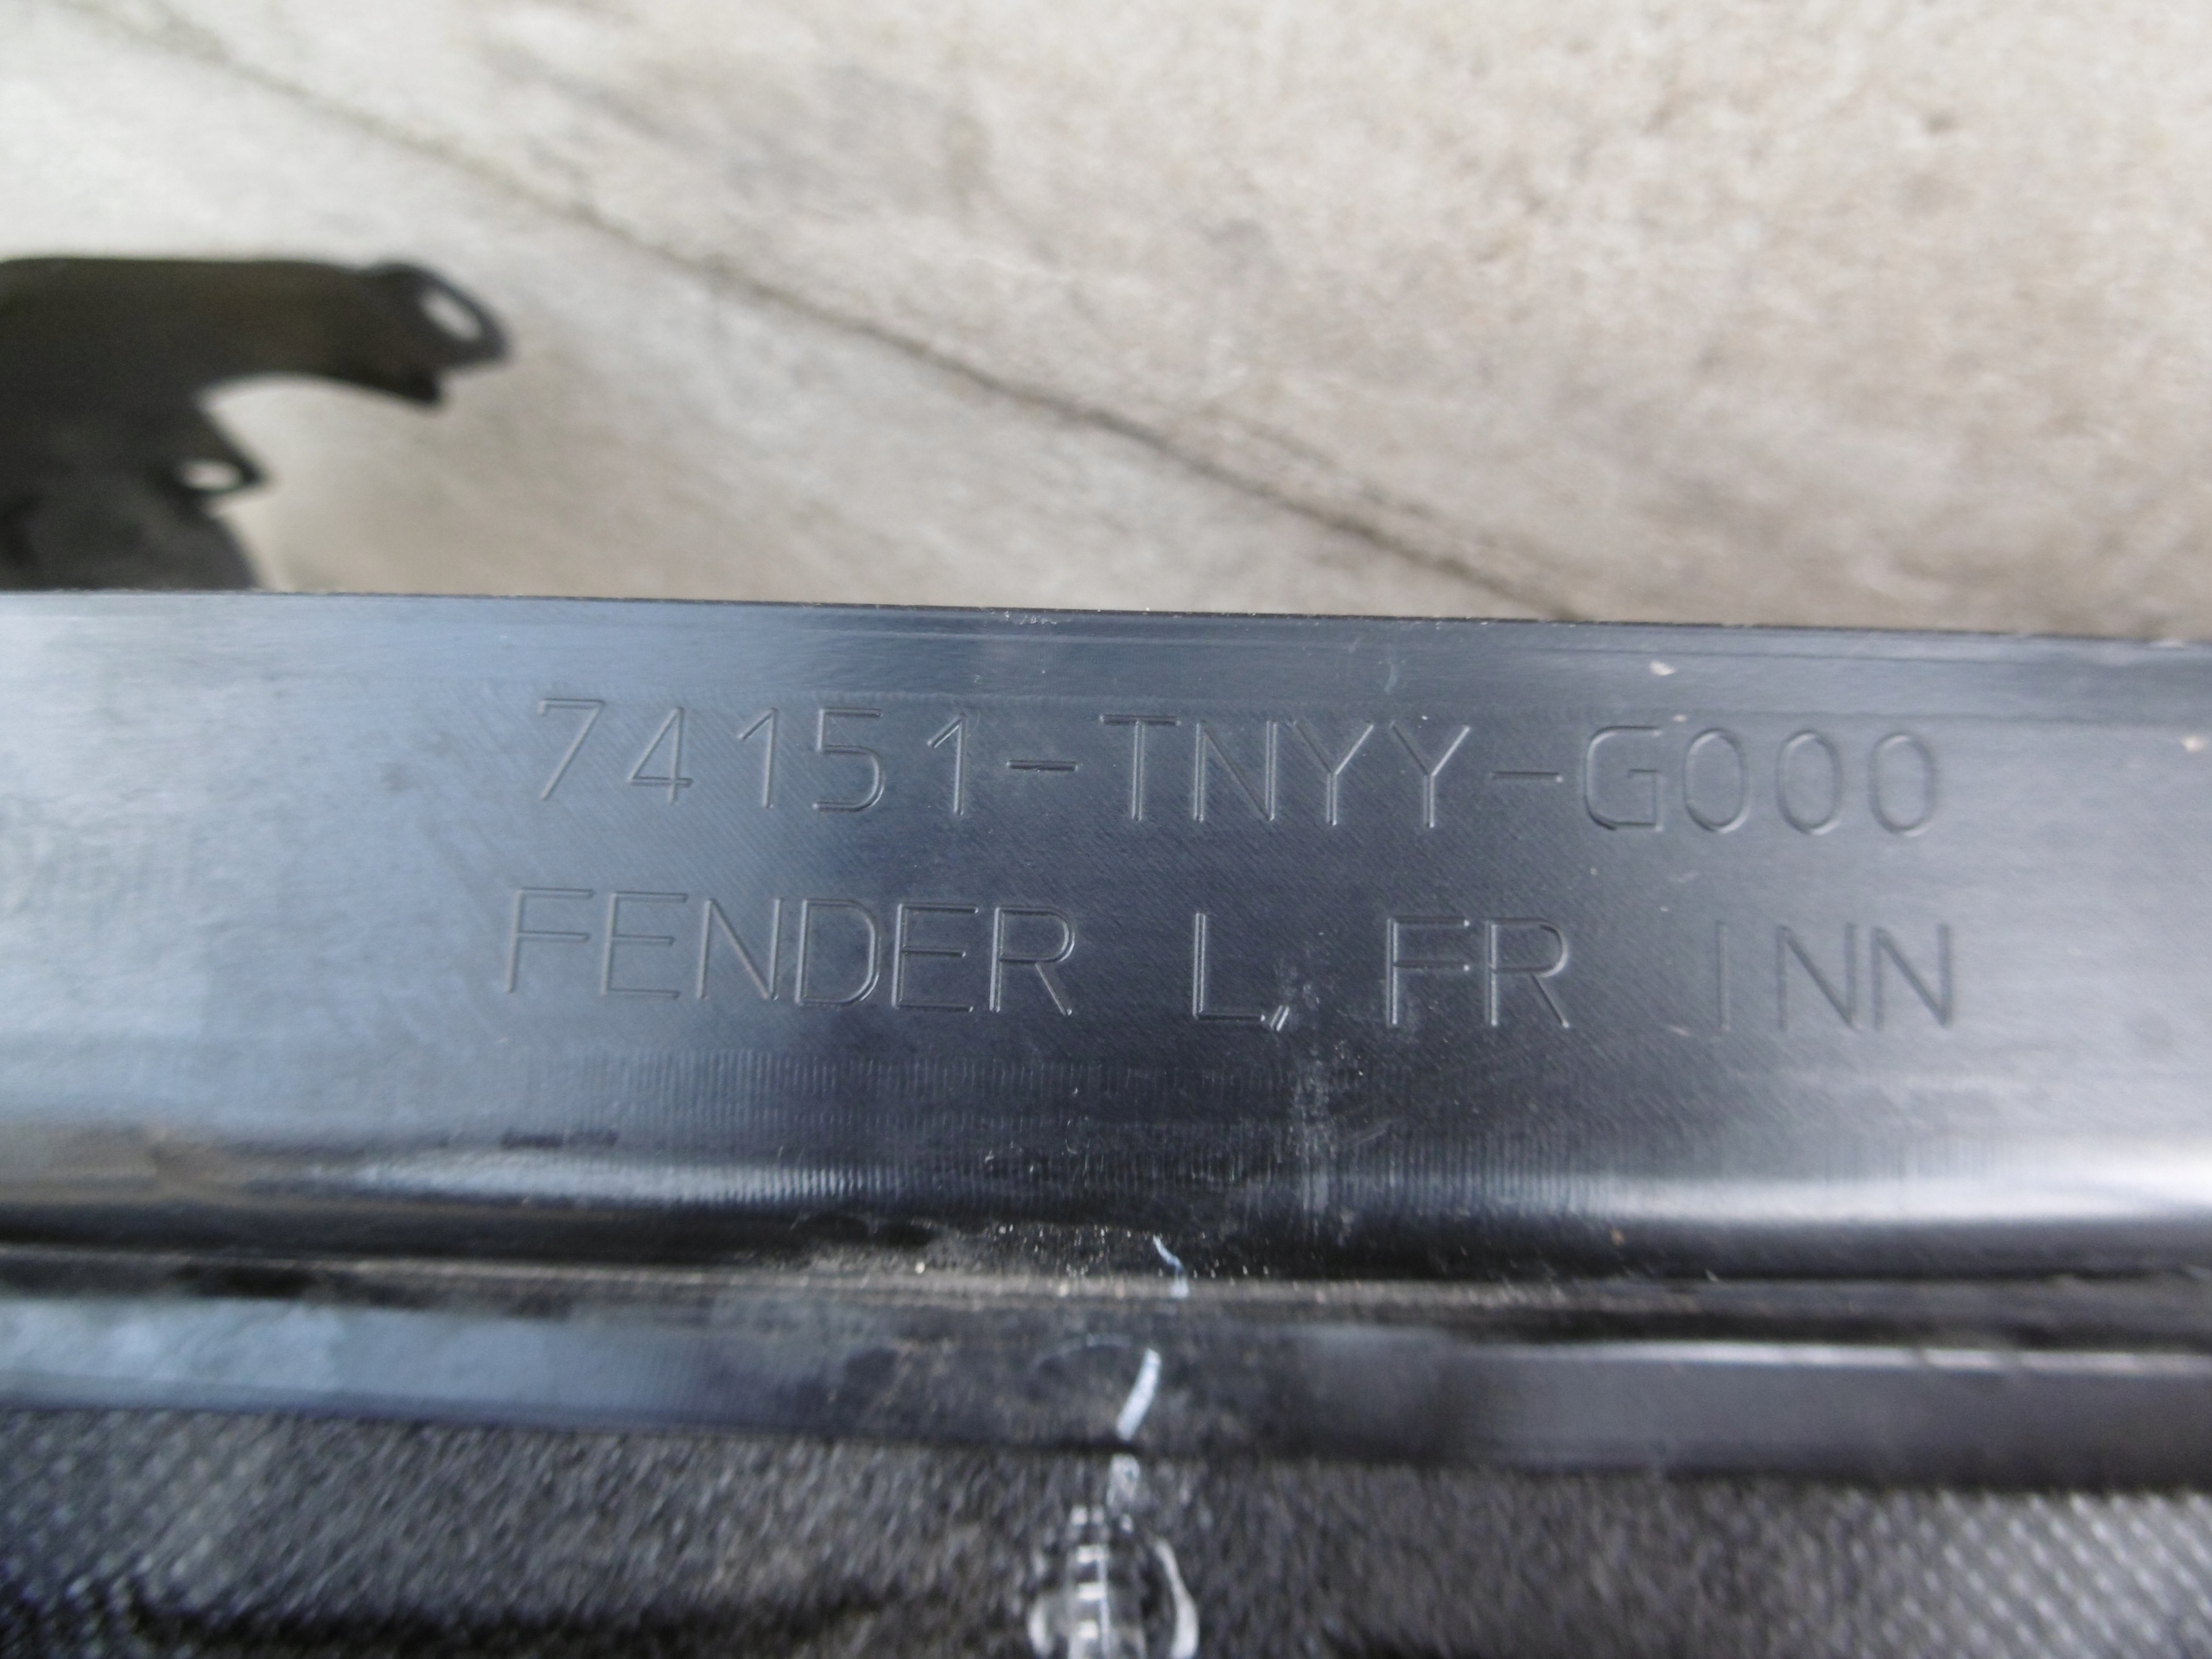 74151-TNYY-G000
FENDER L, FR INN